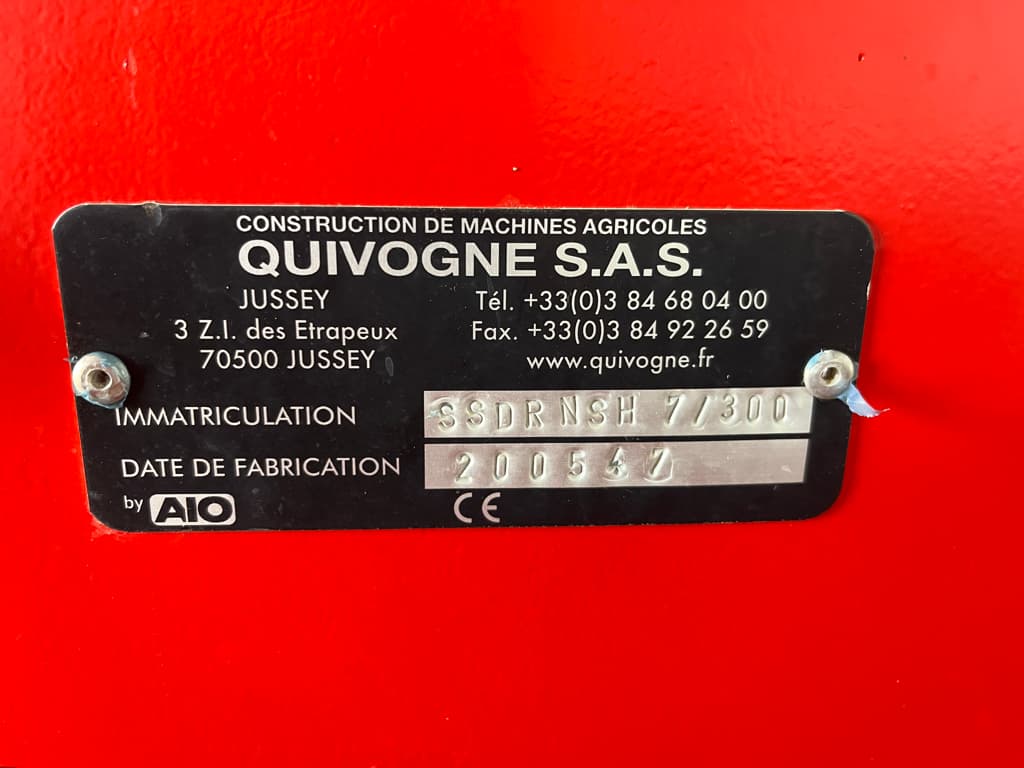 CONSTRUCTION DE MACHINES AGRICOLES
QUIVOGNE S.A.S.
JUSSEY
3 Z.I. des Etrapeux
70500 JUSSEY
Tél. +33(0)3 84 68 04 00
Fax. +33(0)3 84 92 26 59
www.quivogne.fr
IMMATRICULATION SSDRNSH 7/300
DATE DE FABRICATION
by AIO CE